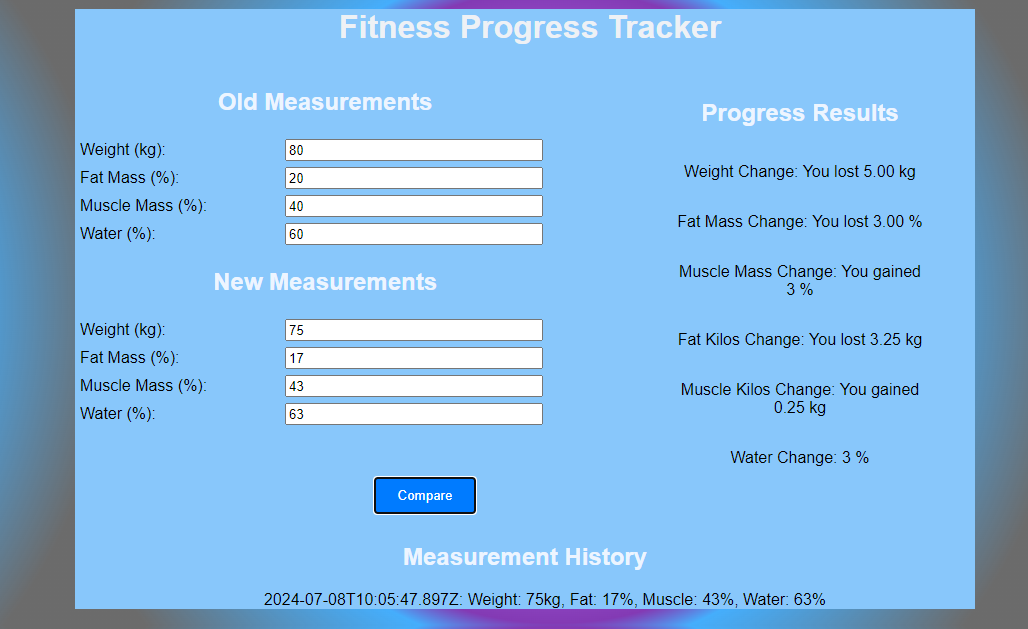 Fitness Progress Tracker
Old Measurements
Weight (kg): 80
Fat Mass (%): 20
Muscle Mass (%): 40
Water (%): 60
New Measurements
Weight (kg): 75
Fat Mass (%): 17
Muscle Mass (%): 43
Water (%): 63
Compare
Progress Results
Weight Change: You lost 5.00 kg
Fat Mass Change: You lost 3.00 %
Muscle Mass Change: You gained
3 %
Fat Kilos Change: You lost 3.25 kg
Muscle Kilos Change: You gained
0.25 kg
Water Change: 3 %
Measurement History
2024-07-08T10:05:47.897Z: Weight: 75kg, Fat: 17%, Muscle: 43%, Water: 63%